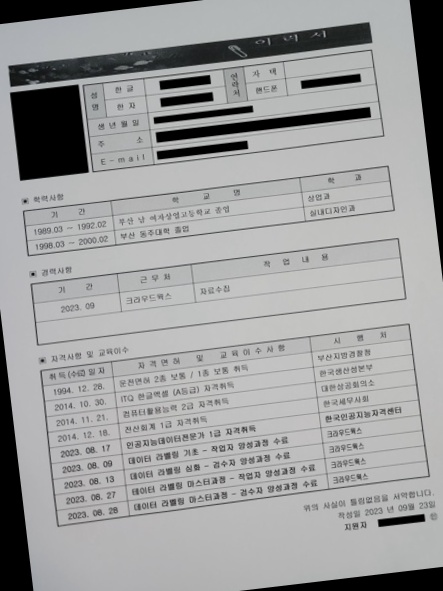 이 력 서
성 명 한 글 연락처 자 택
한 자 핸드폰
생 년 월 일
주 소
E-mail
▣ 학력사항
기 간 학 교 명 학 과
1989.03 ~ 1992.02 부산 남 여자상업고등학교 졸업 상업과
1998.03 ~ 2000.02 부산 동주대학 졸업 실내디자인과
▣ 경력사항
기 간 근 무 처 작 업 내 용
2023. 09 크라우드웍스 자료수집
▣ 자격사항 및 교육이수
취득(수료)일자 자 격 면 허 및 교 육 이 수 사 항 시 행 처
1994. 12. 28. 운전면허 2종 보통 / 1종 보통 취득 부산지방경찰청
2014. 10. 30. ITQ 한글엑셀 (A등급) 자격취득 한국생산성본부
2014. 11. 21. 컴퓨터활용능력 2급 자격취득 대한상공회의소
2014. 12. 18. 전산회계 1급 자격취득 한국세무사회
2023. 08. 17 인공지능데이터전문가 1급 자격취득 한국인공지능자격센터
2023. 08. 09 데이터 라벨링 기초 - 작업자 양성과정 수료 크라우드웍스
2023. 08. 13 데이터 라벨링 심화 - 검수자 양성과정 수료 크라우드웍스
2023. 08. 27 데이터 라벨링 마스터과정 - 작업자 양성과정 수료 크라우드웍스
2023. 08. 28 데이터 라벨링 마스터과정 - 검수자 양성과정 수료 크라우드웍스
위의 사실이 틀림없음을 서약합니다.
작성일 2023 년 09월 23일
지원자 ㊞